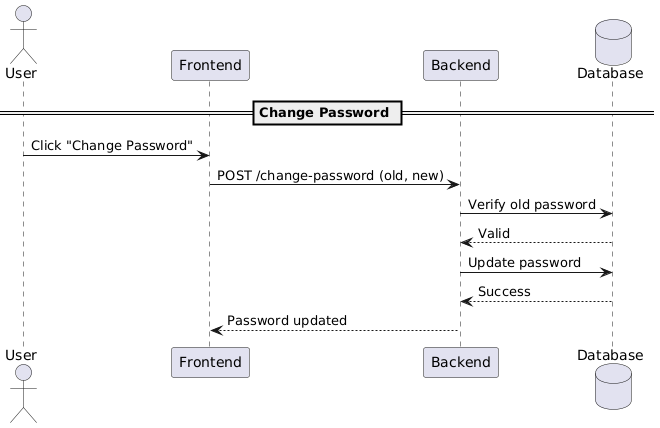 User
Frontend
Backend
Database
Change Password
Click "Change Password"
POST /change-password (old, new)
Verify old password
Valid
Update password
Success
Password updated
User
Frontend
Backend
Database